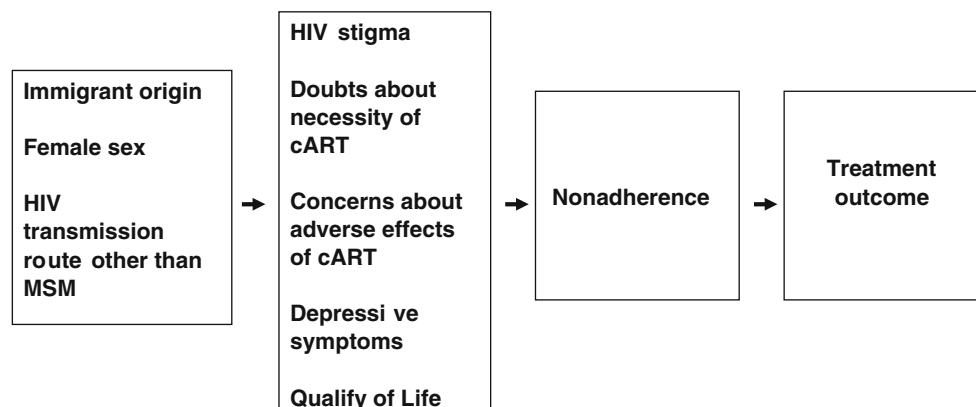 Immigrant origin
Female sex
HIV
transmission
route other than
MSM
HIV stigma
Doubts about
necessity of
cART
Concerns about
adverse effects
of cART
Depressi ve
symptoms
Qualify of Life
Nonadherence
Treatment
outcome